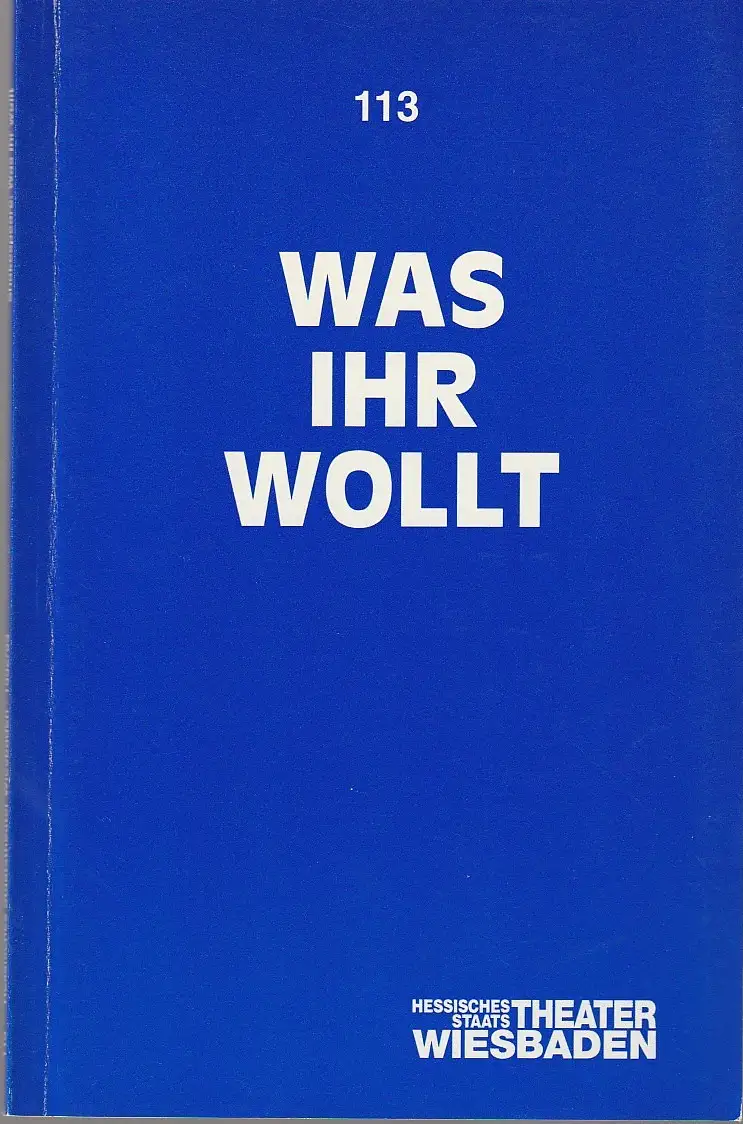 113
WAS
IHR
WOLLT
HESSISCHES
STAATS THEATER
WIESBADEN